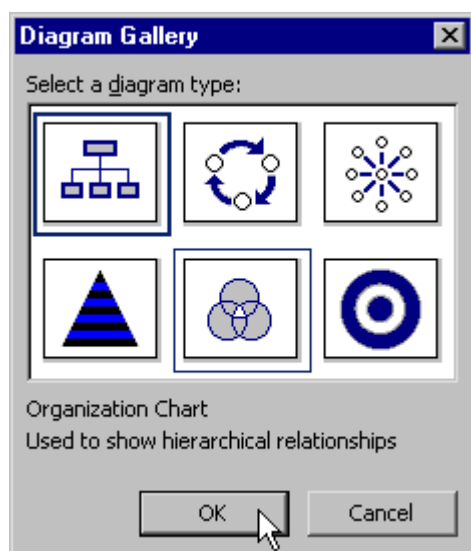 Diagram Gallery
Select a diagram type:
Organization Chart
Used to show hierarchical relationships
OK
Cancel